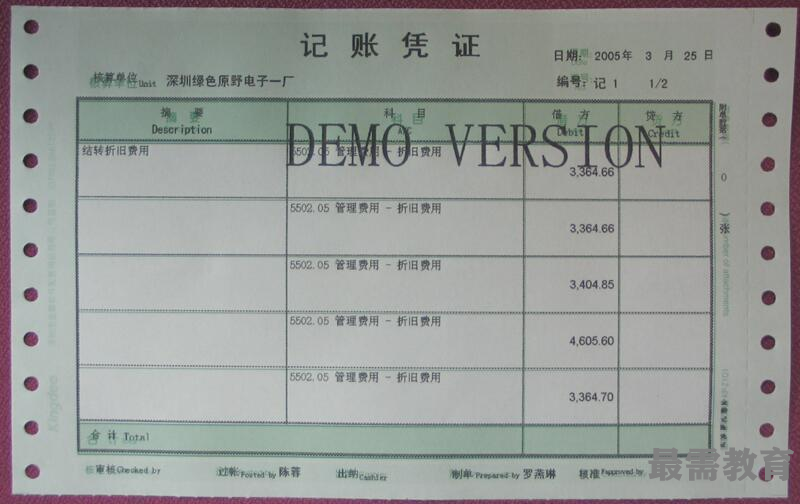 记 账 凭 证
日期: 2005年 3 月 25 日
核算单位Unit 深圳绿色原野电子一厂
编号: 记 1 1/2
摘 要 科 目 借 方 贷 方
Description A/C Debit Credit
DEMO VERSION
结转折旧费用 5502.05 管理费用 - 折旧费用 3,364.66
5502.05 管理费用 - 折旧费用 3,364.66
5502.05 管理费用 - 折旧费用 3,404.85
5502.05 管理费用 - 折旧费用 4,605.60
5502.05 管理费用 - 折旧费用 3,364.70
合 计 Total
审核Checked by 过帐Posted by 陈蓉 出纳Cashier 制单Prepared by 罗燕琳 核准Approved by
0 ) 张
Number of attachments
Kingdee
最需教育